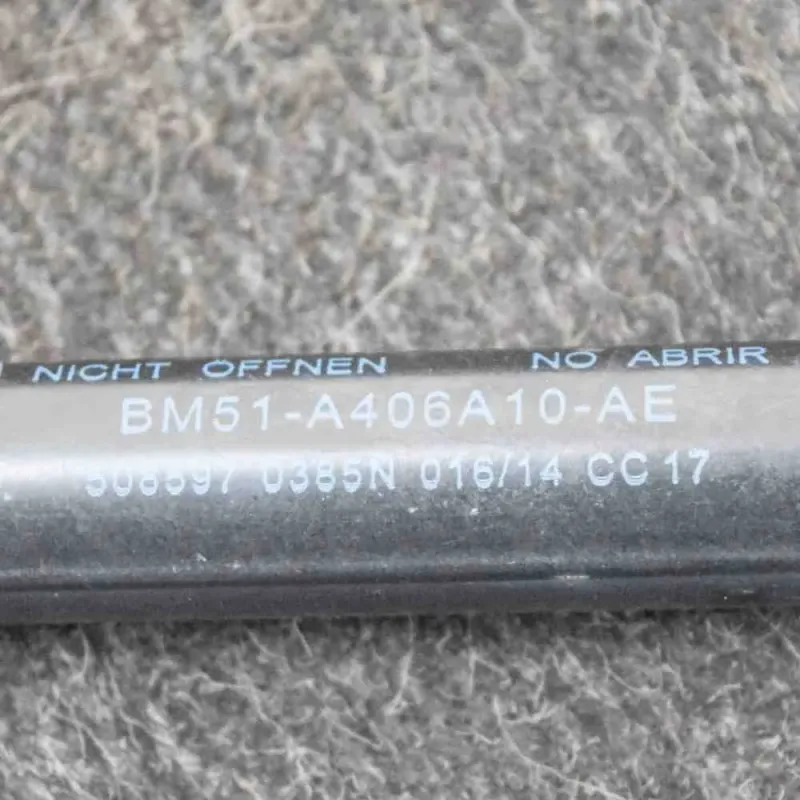 NICHT ÖFFNEN NO ABRIR
BM51-A406A10-AE
508597 0385N 016/14 CC 17